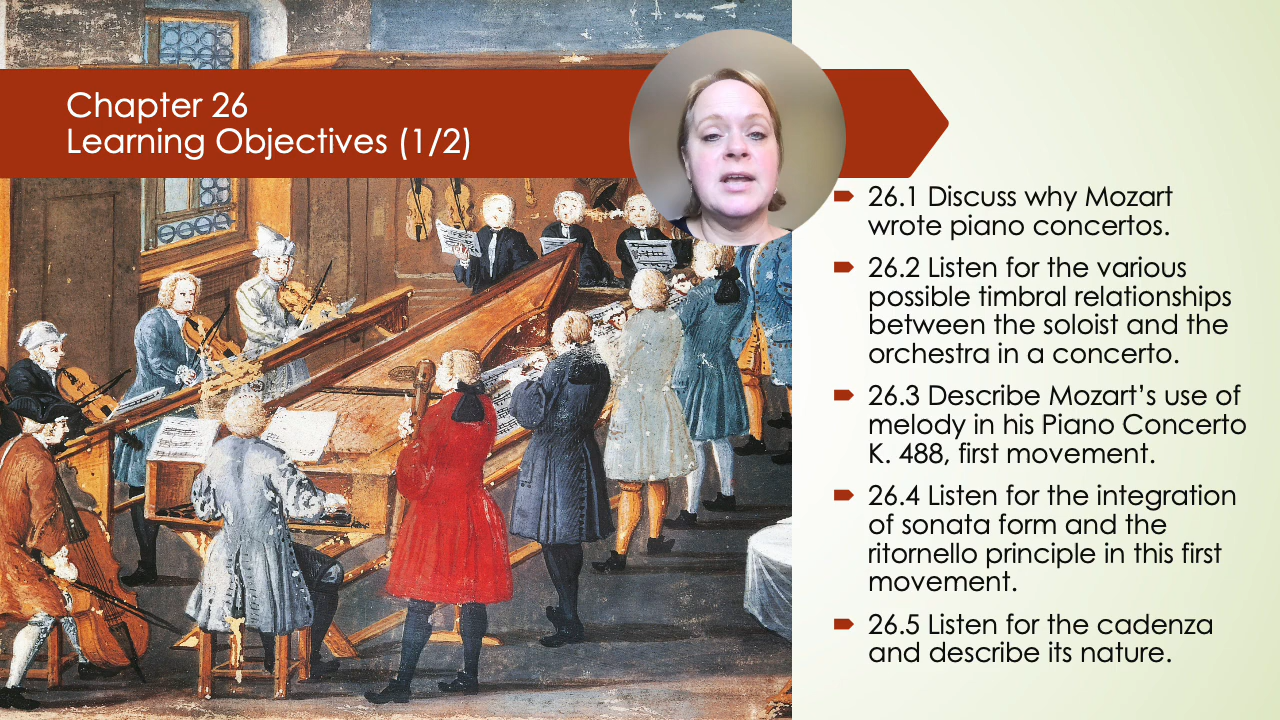 Chapter 26
Learning Objectives (1/2)
26.1 Discuss why Mozart
wrote piano concertos.
26.2 Listen for the various
possible timbral relationships
between the soloist and the
orchestra in a concerto.
26.3 Describe Mozart’s use of
melody in his Piano Concerto
K. 488, first movement.
26.4 Listen for the integration
of sonata form and the
ritornello principle in this first
movement.
26.5 Listen for the cadenza
and describe its nature.